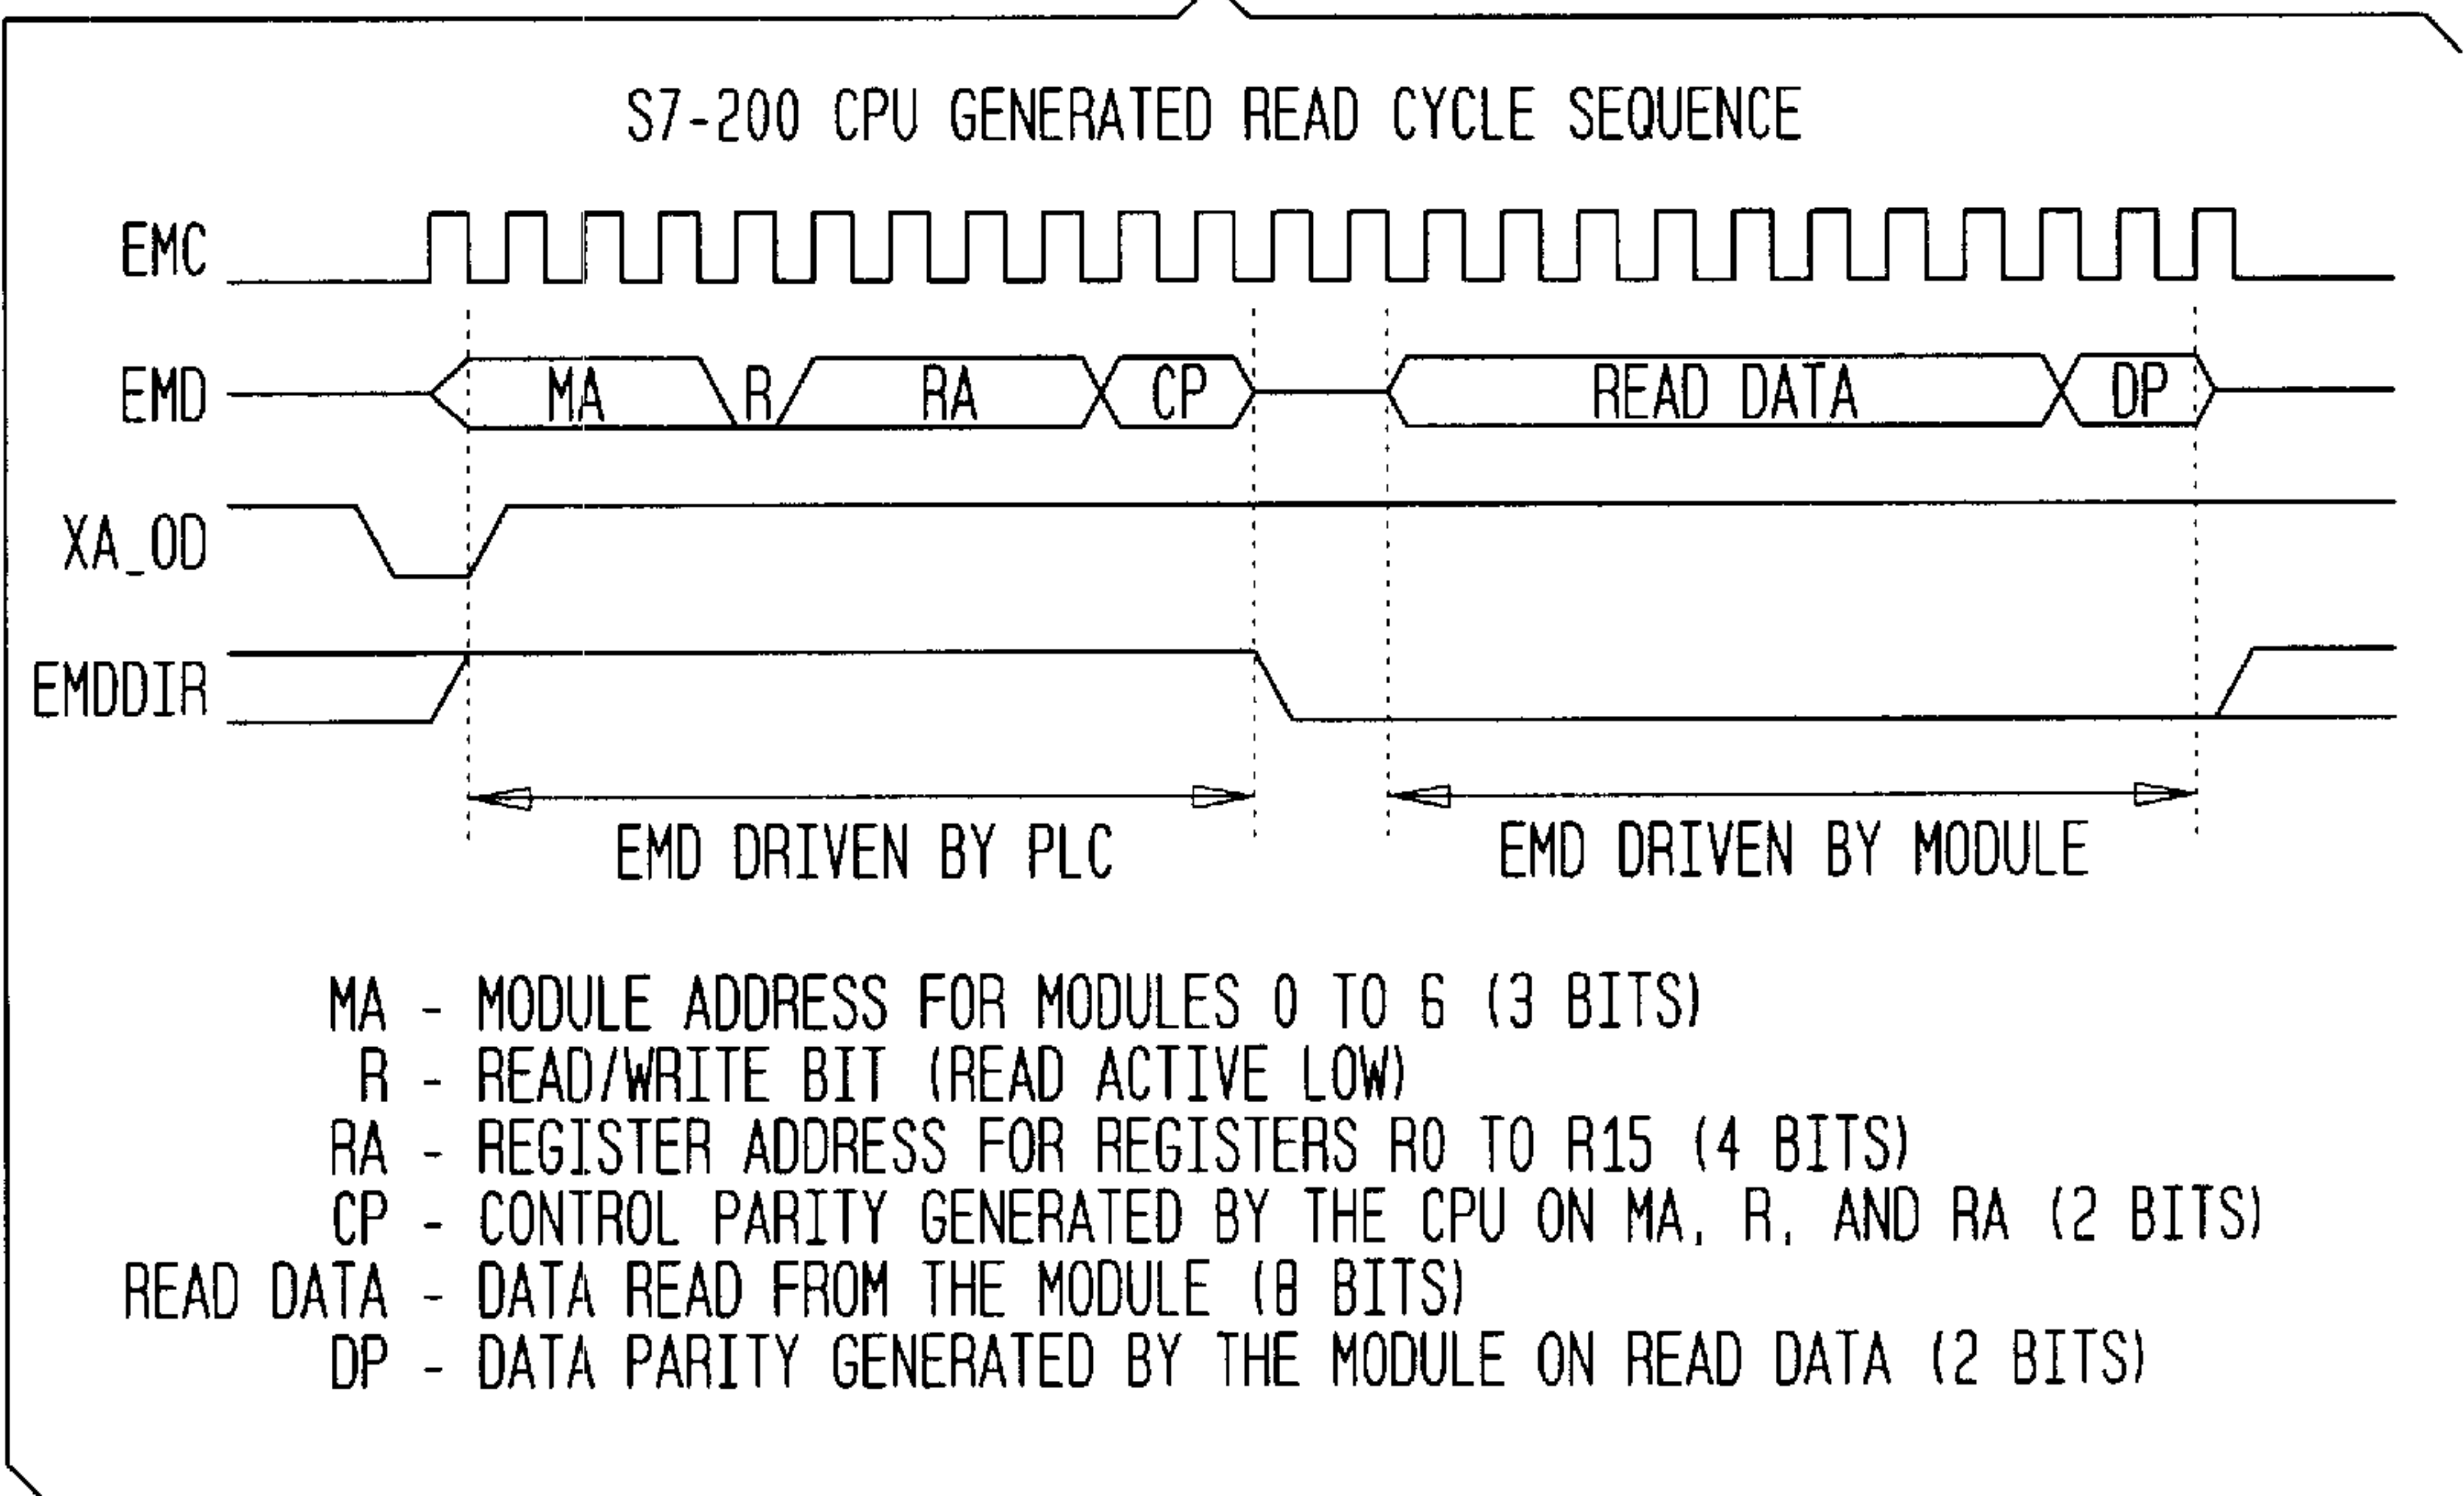 S7-200 CPU GENERATED READ CYCLE SEQUENCE
EMC
EMD MA R RA CP READ DATA DP
XA_OD
EMDDIR
EMD DRIVEN BY PLC EMD DRIVEN BY MODULE
MA - MODULE ADDRESS FOR MODULES 0 TO 6 (3 BITS)
R - READ/WRITE BIT (READ ACTIVE LOW)
RA - REGISTER ADDRESS FOR REGISTERS R0 TO R15 (4 BITS)
CP - CONTROL PARITY GENERATED BY THE CPU ON MA, R, AND RA (2 BITS)
READ DATA - DATA READ FROM THE MODULE (8 BITS)
DP - DATA PARITY GENERATED BY THE MODULE ON READ DATA (2 BITS)